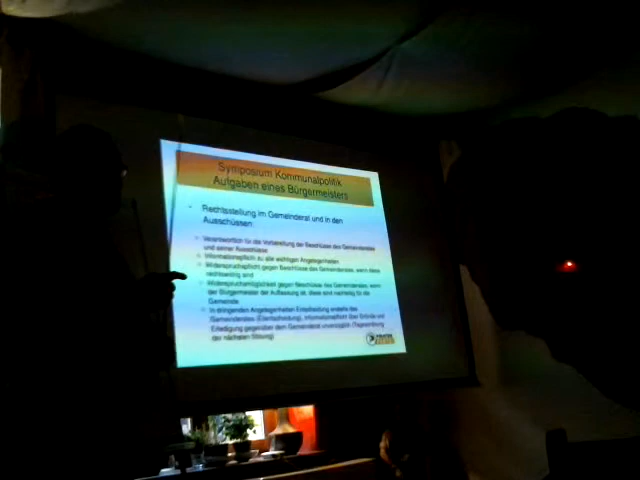 Symposium Kommunalpolitik
Aufgaben eines Bürgermeisters
- Rechtsstellung im Gemeinderat und in den
Ausschüssen:
Verantwortlich für die Vorbereitung der Beschlüsse des Gemeinderates
und seiner Ausschüsse
Informationspflicht zu alle wichtigen Angelegenheiten
Widerspruchspflicht gegen Beschlüsse des Gemeinderates, wenn diese
rechtswidrig sind
Widerspruchsmöglichkeit gegen Beschlüsse des Gemeinderates, wenn
der Bürgermeister der Auffassung ist, diese sind nachteilig für die
Gemeinde
In dringenden Angelegenheiten Entscheidung anstelle des
Gemeinderates (Eilentscheidung), Informationspflicht über Gründe und
Erledigung gegenüber dem Gemeinderat unverzüglich (Tagesordnung
der nächsten Sitzung)
PIRATEN